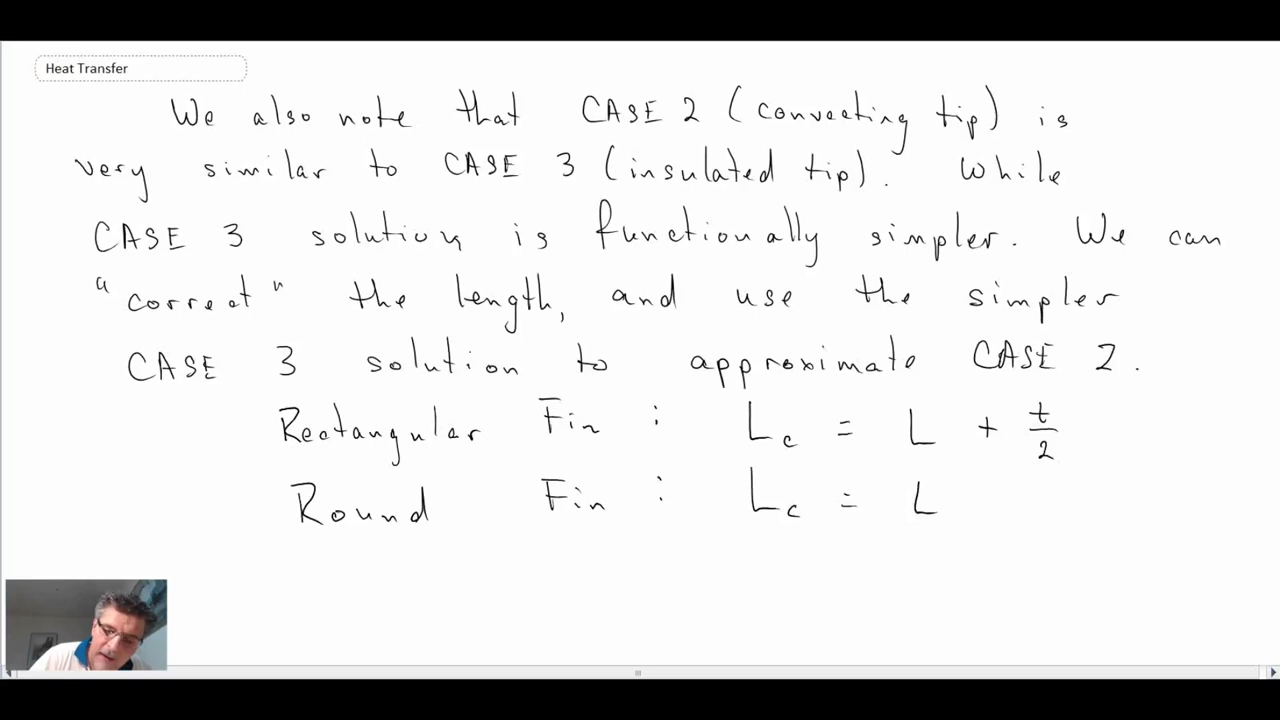 Heat Transfer
We also note that CASE 2 (convecting tip) is
very similar to CASE 3 (insulated tip). While
CASE 3 solution is functionally simpler. We can
"correct" the length, and use the simpler
CASE 3 solution to approximate CASE 2.
Rectangular Fin : Lc = L + t/2
Round Fin : Lc = L